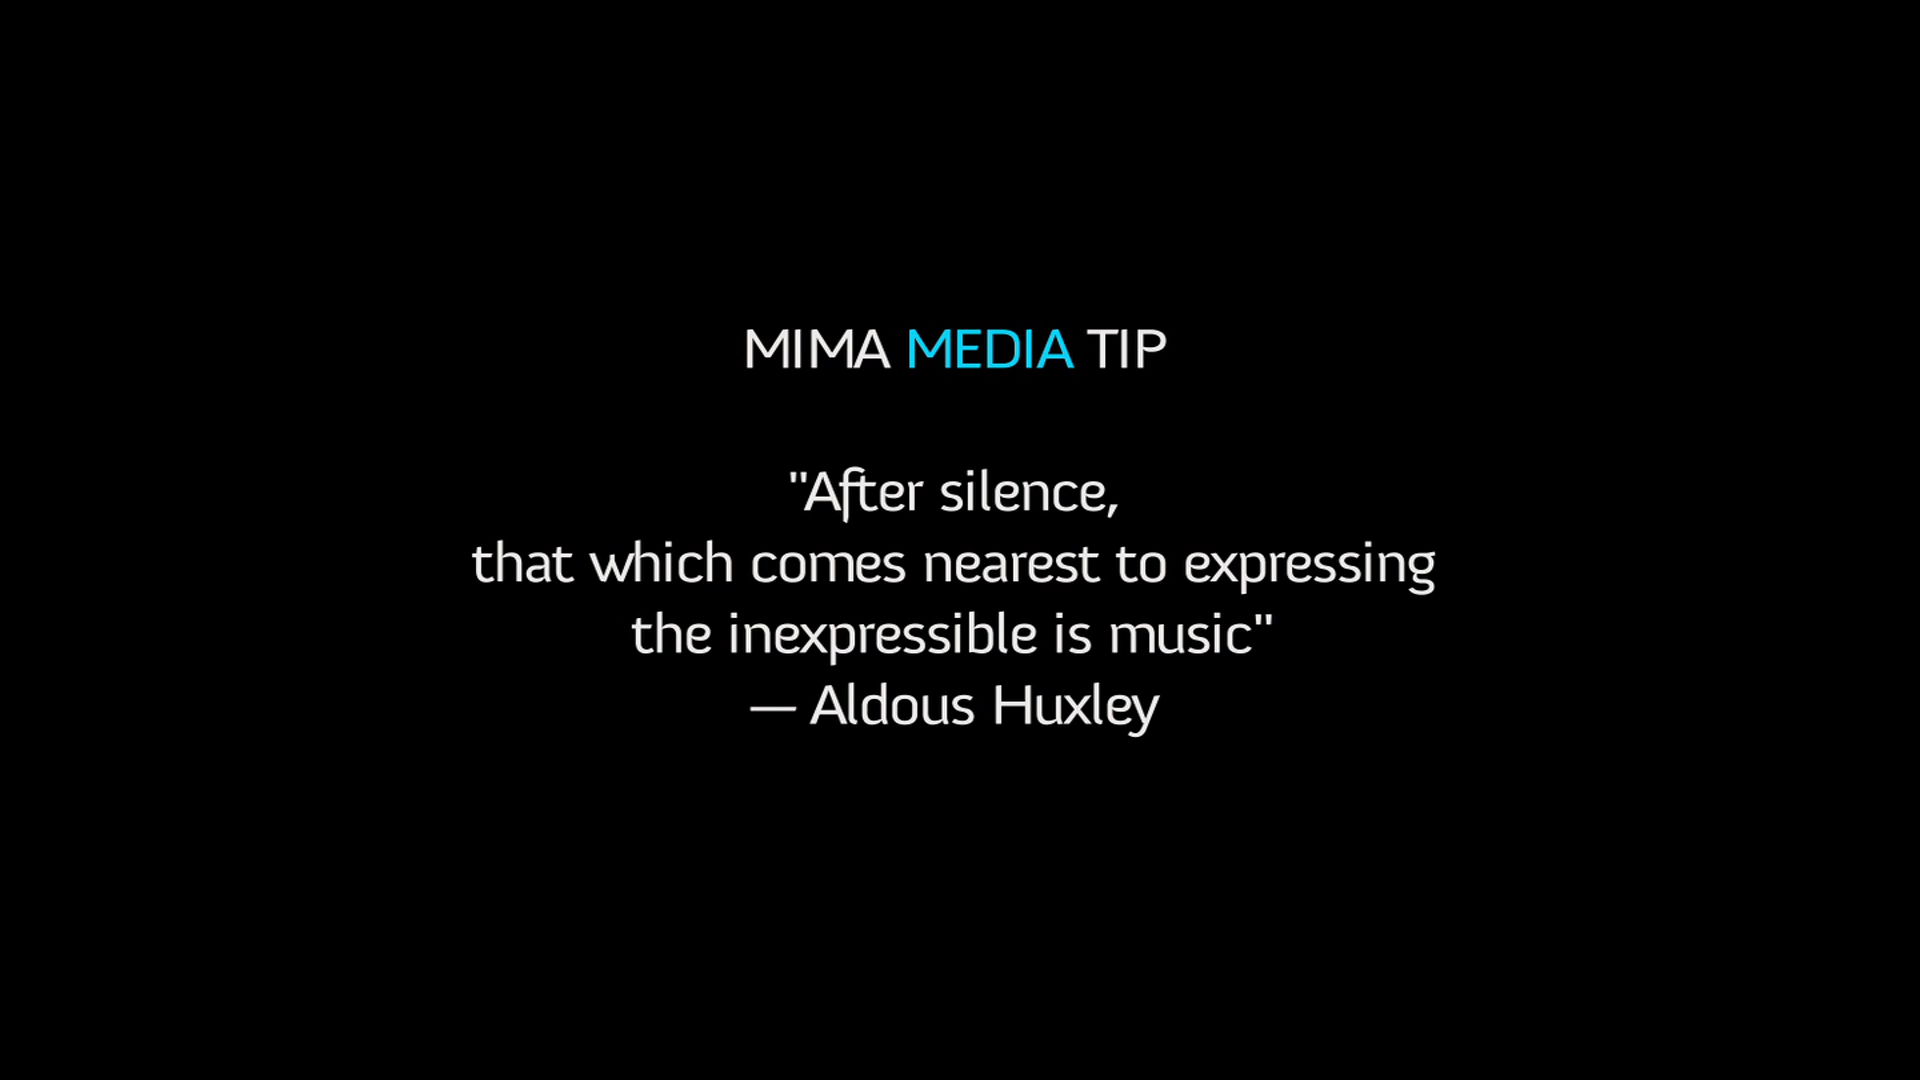 MIMA MEDIA TIP
"After silence,
that which comes nearest to expressing
the inexpressible is music"
— Aldous Huxley